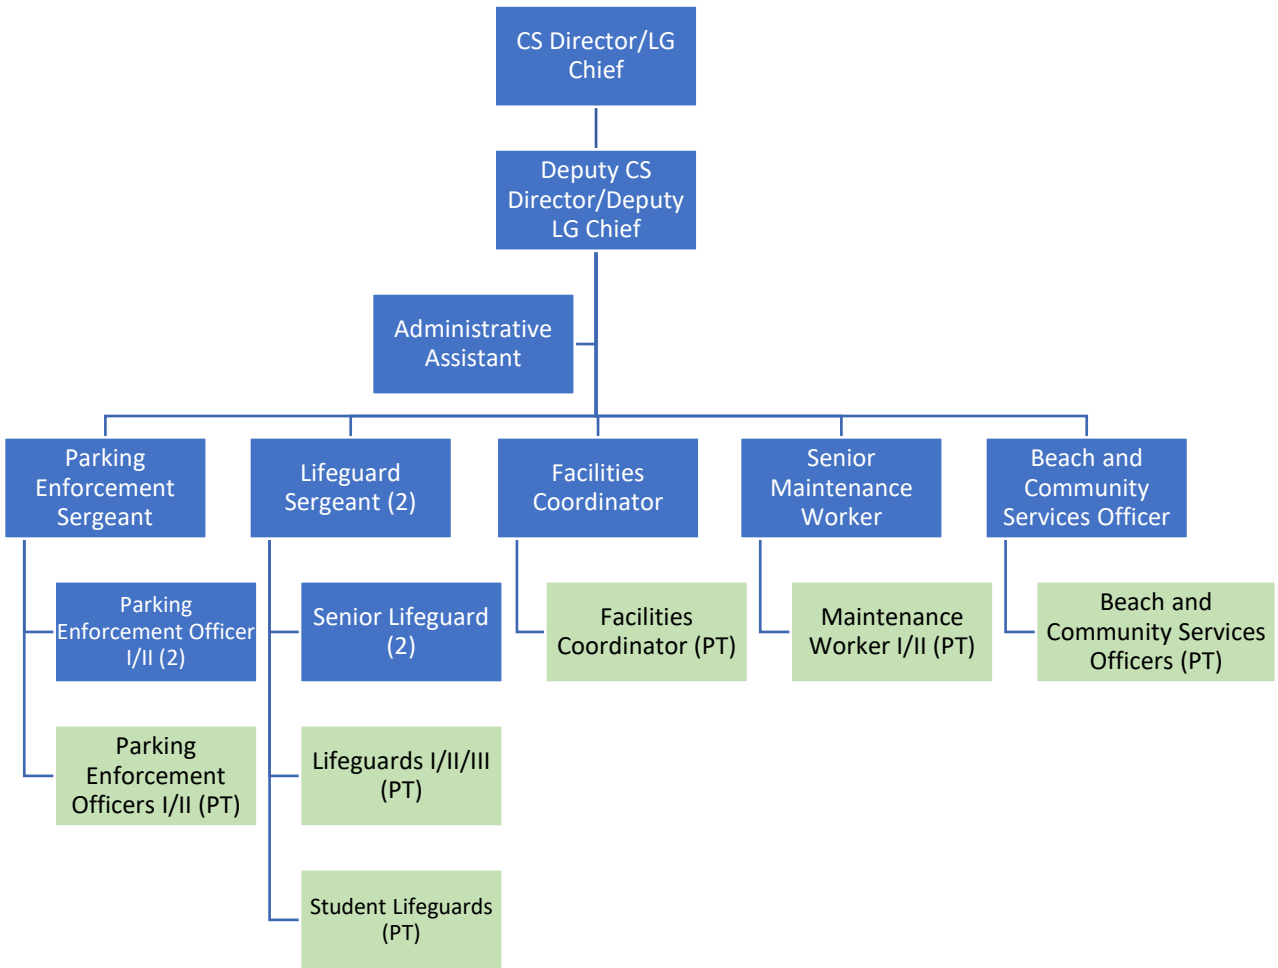 CS Director/LG
Chief
Deputy CS
Director/Deputy
LG Chief
Administrative
Assistant
Parking
Enforcement
Sergeant
Lifeguard
Sergeant (2)
Facilities
Coordinator
Senior
Maintenance
Worker
Beach and
Community
Services Officer
Parking
Enforcement Officer
I/II (2)
Senior Lifeguard
(2)
Facilities
Coordinator (PT)
Maintenance
Worker I/II (PT)
Beach and
Community Services
Officers (PT)
Parking
Enforcement
Officers I/II (PT)
Lifeguards I/II/III
(PT)
Student Lifeguards
(PT)